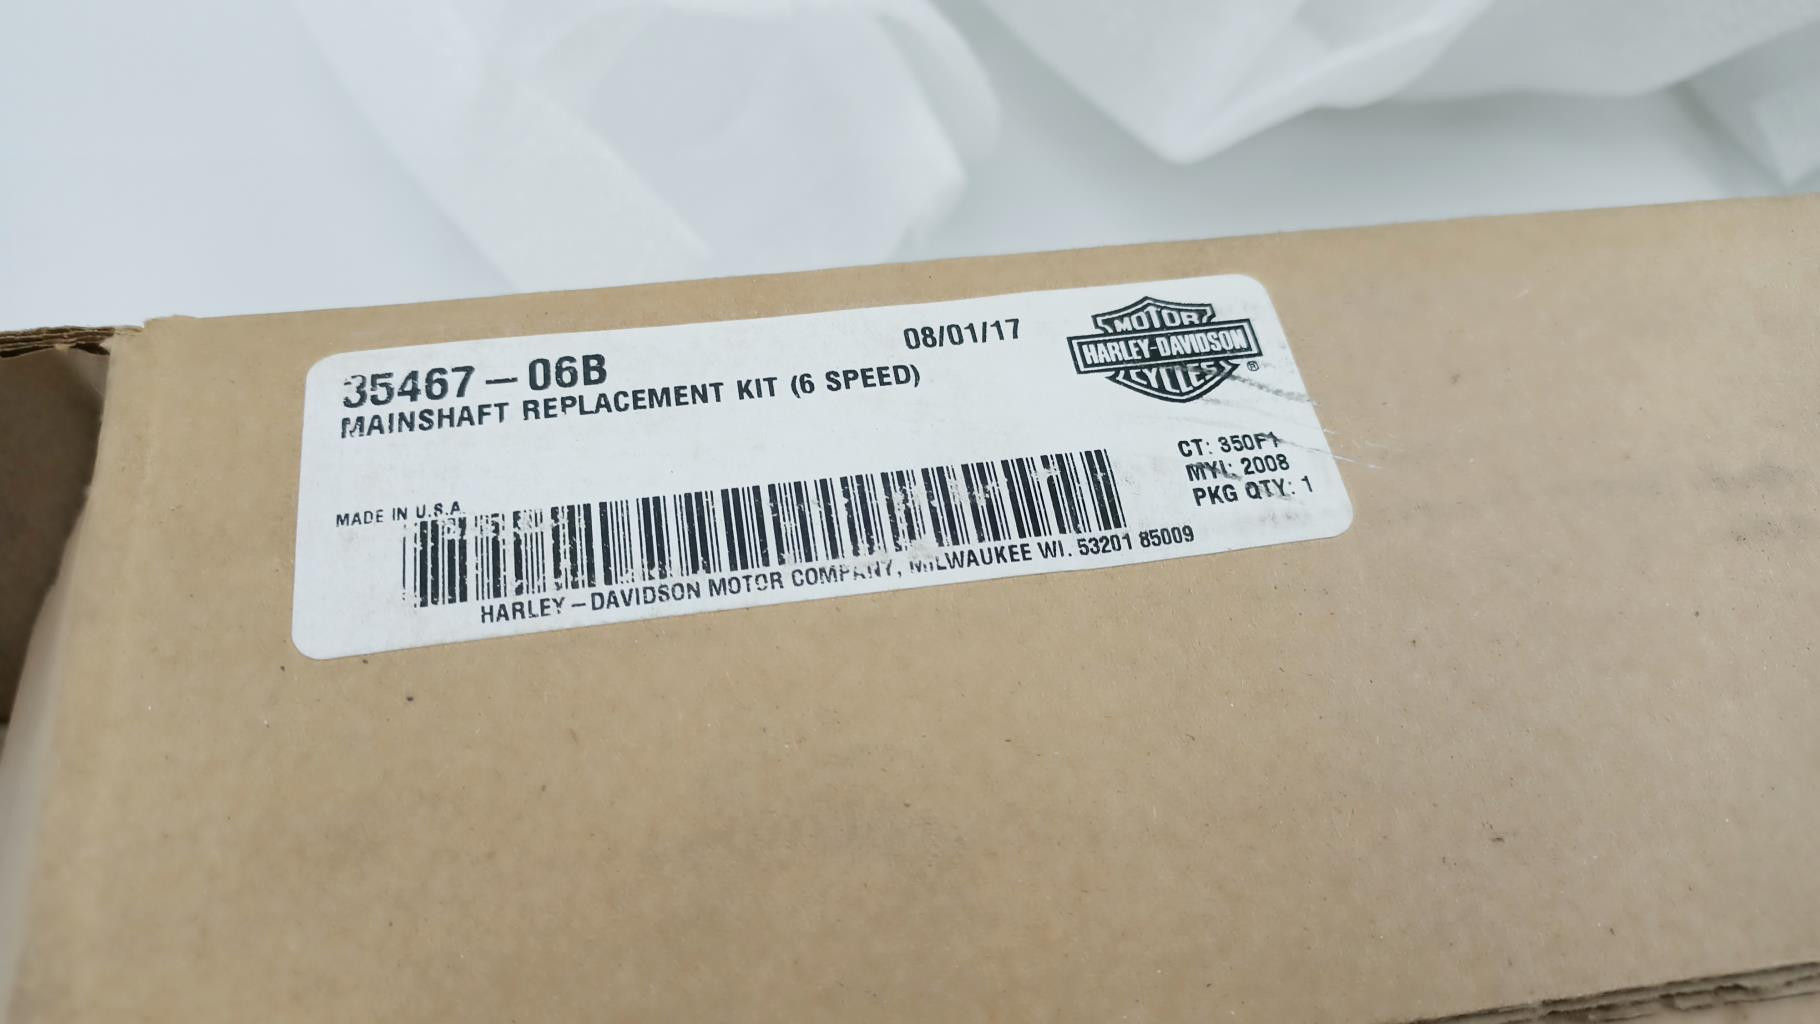 35467-06B
08/01/17
MAINSHAFT REPLACEMENT KIT (6 SPEED)
MOTOR
HARLEY-DAVIDSON
CYCLES
®
CT: 350F1
MYL: 2008
PKG QTY: 1
MADE IN U.S.A.
HARLEY-DAVIDSON MOTOR COMPANY, MILWAUKEE WI. 53201 85009